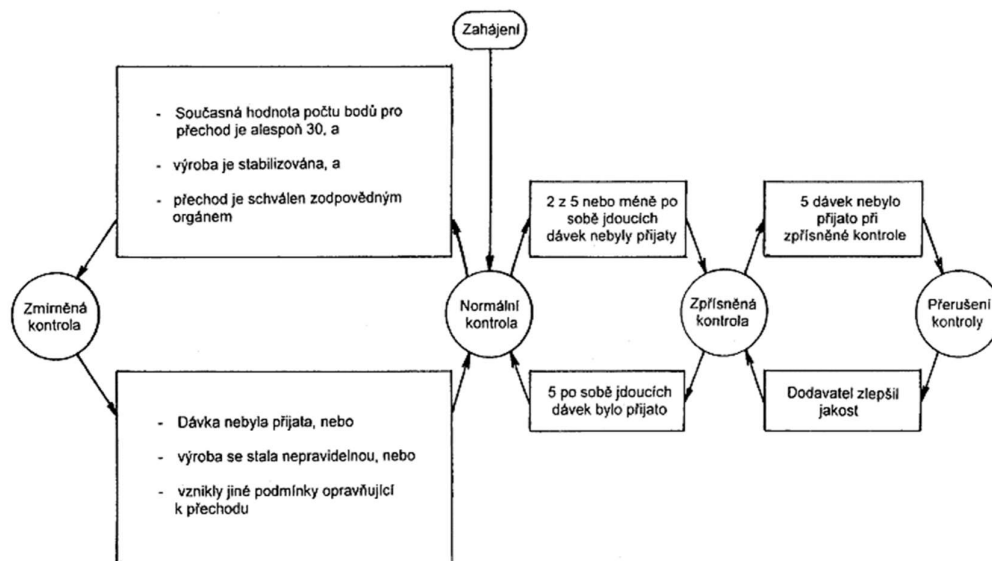 Zahájení
- Současná hodnota počtu bodů pro
přechod je alespoň 30, a
- výroba je stabilizována, a
- přechod je schválen zodpovědným
orgánem
2 z 5 nebo méně po
sobě jdoucích
dávek nebyly přijaty
5 dávek nebylo
přijato při
zpřísněné kontrole
Zmírněná
kontrola
Normální
kontrola
Zpřísněná
kontrola
Přerušení
kontroly
5 po sobě jdoucích
dávek bylo přijato
Dodavatel zlepšil
jakost
- Dávka nebyla přijata, nebo
- výroba se stala nepravidelnou, nebo
- vznikly jiné podmínky opravňující
k přechodu